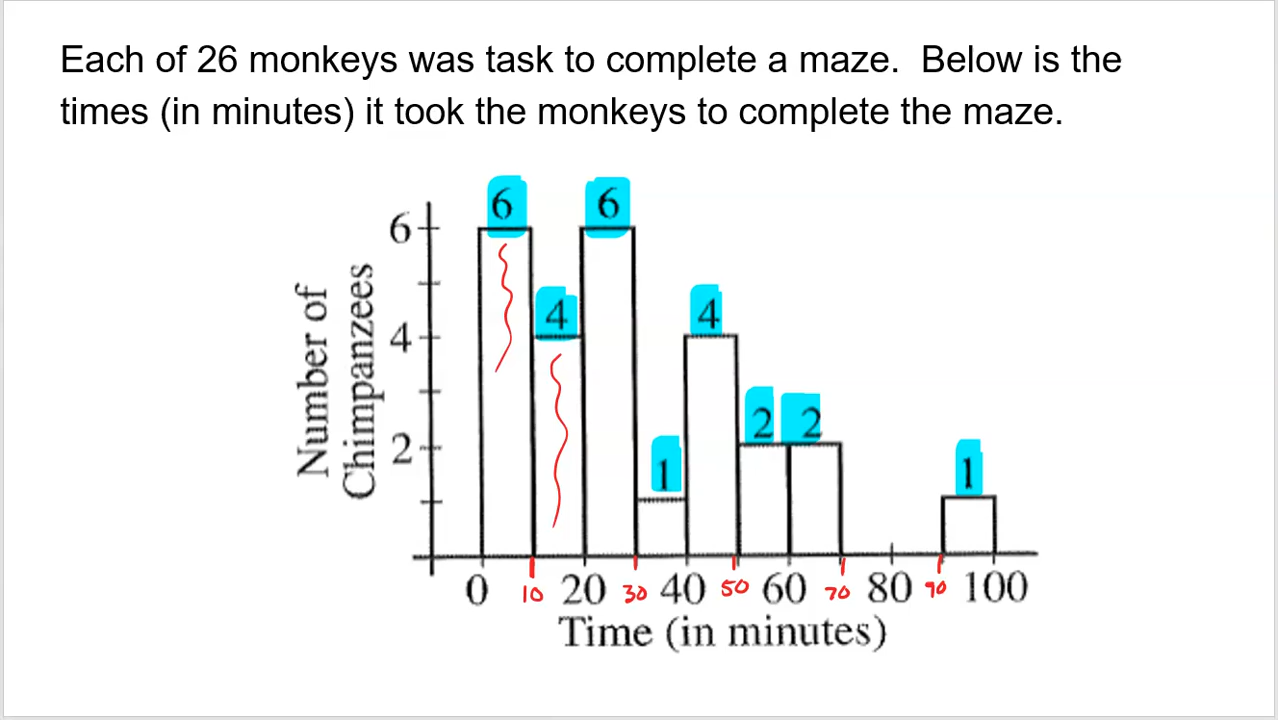 Each of 26 monkeys was task to complete a maze. Below is the
times (in minutes) it took the monkeys to complete the maze.
Number of
Chimpanzees
6
4
2
6
4
6
1
4
2
2
1
0 10 20 30 40 50 60 70 80 90 100
Time (in minutes)